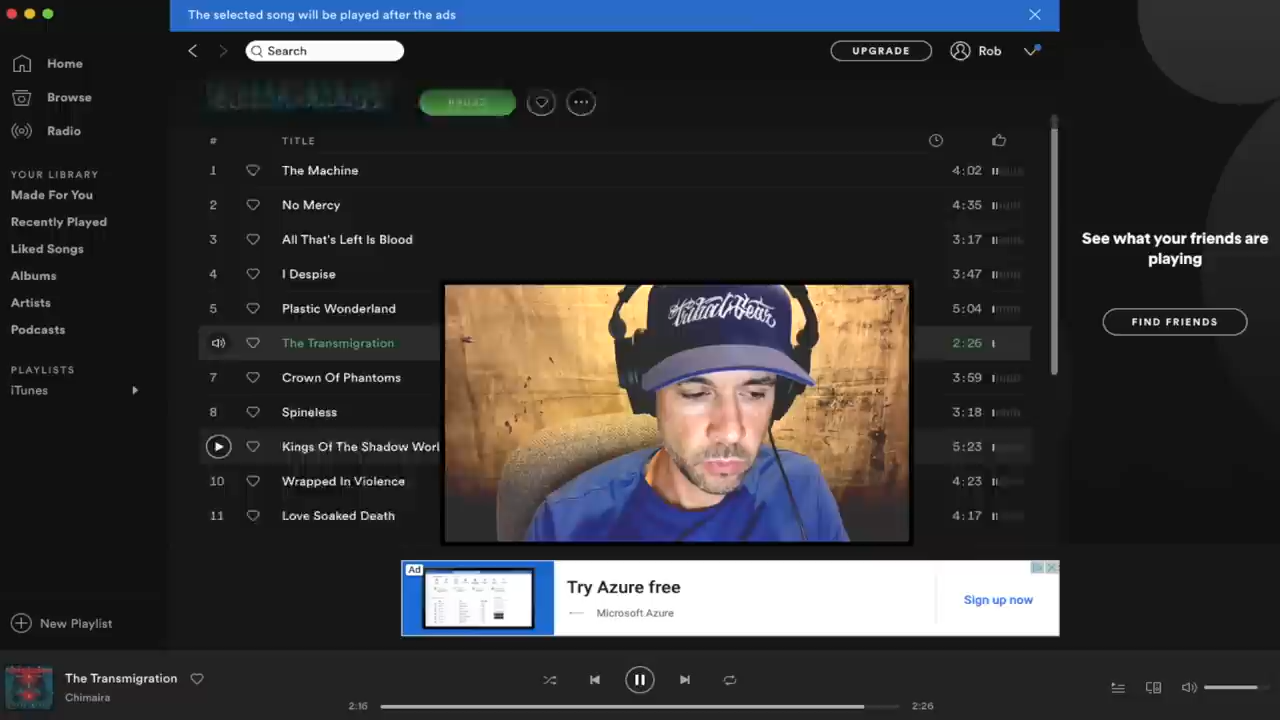 The selected song will be played after the ads
Search
UPGRADE
Rob
Home
Browse
Radio
YOUR LIBRARY
Made For You
Recently Played
Liked Songs
Albums
Artists
Podcasts
PLAYLISTS
iTunes
New Playlist
# TITLE
1 The Machine 4:02
2 No Mercy 4:35
3 All That's Left Is Blood 3:17
4 I Despise 3:47
5 Plastic Wonderland 5:04
The Transmigration 2:26
7 Crown Of Phantoms 3:59
8 Spineless 3:18
Kings Of The Shadow Worl 5:23
10 Wrapped In Violence 4:23
11 Love Soaked Death 4:17
See what your friends are
playing
FIND FRIENDS
Ad
Try Azure free
Microsoft Azure
Sign up now
The Transmigration
Chimaira
2:16
2:26